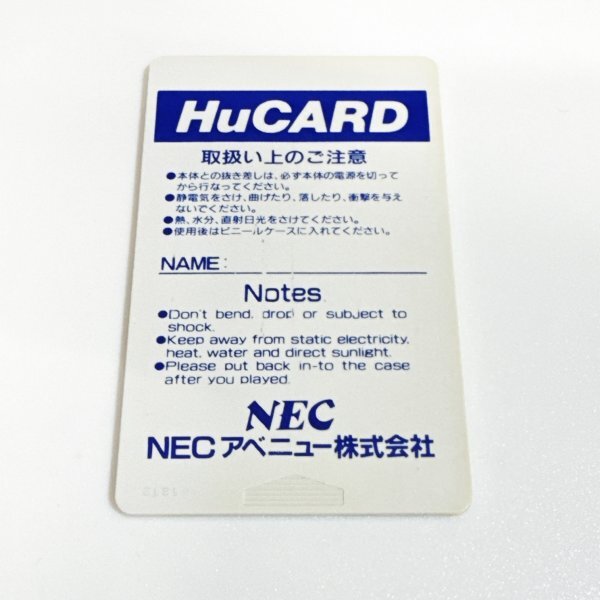 HuCARD
取扱い上のご注意
●本体との抜き差しは、必ず本体の電源を切って
から行なってください。
●静電気をさけ、曲げたり、落したり、衝撃を与え
ないでください。
●熱、水分、直射日光をさけてください。
●使用後はビニールケースに入れてください。
NAME:
Notes
●Don't bend, drop or subject to
shock.
●Keep away from static electricity,
heat, water and direct sunlight.
●Please put back in-to the case
after you played.
NEC
NECアベニュー株式会社